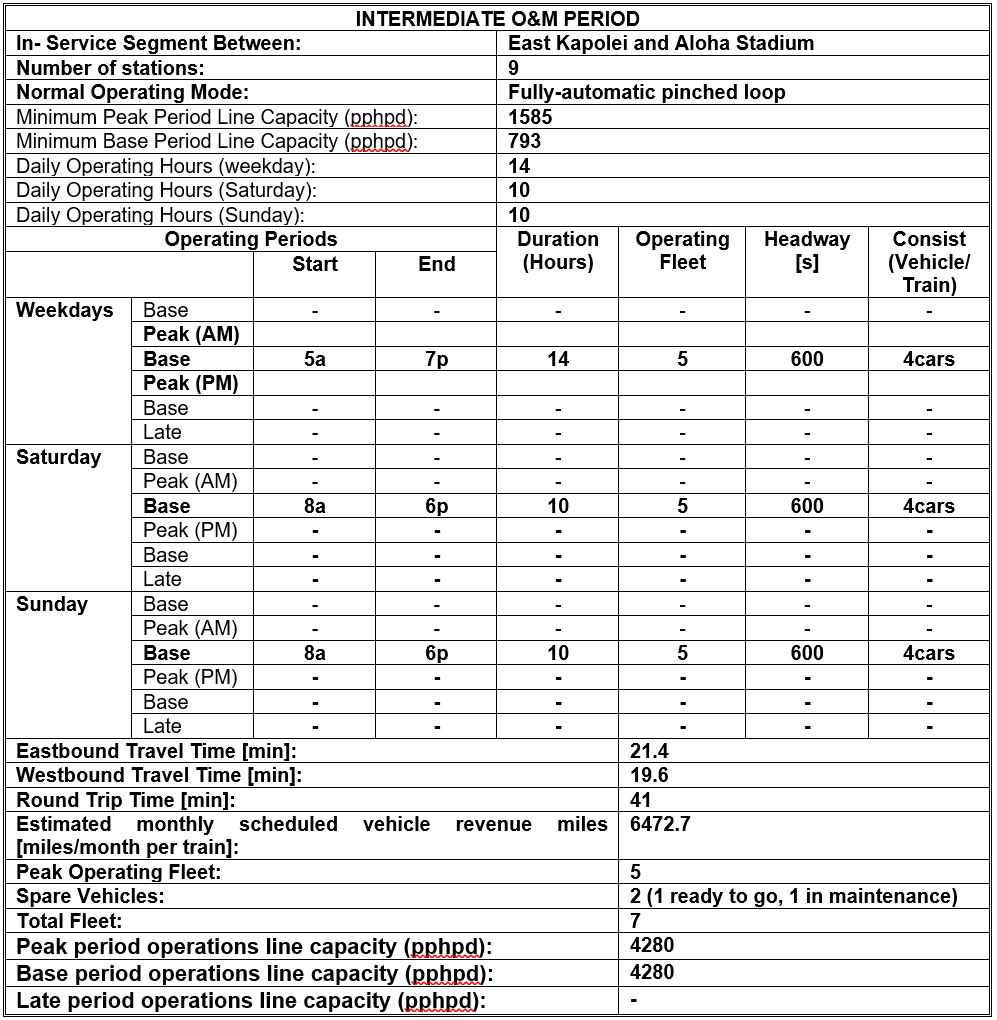 INTERMEDIATE O&M PERIOD
In- Service Segment Between: East Kapolei and Aloha Stadium
Number of stations: 9
Normal Operating Mode: Fully-automatic pinched loop
Minimum Peak Period Line Capacity (pphpd): 1585
Minimum Base Period Line Capacity (pphpd): 793
Daily Operating Hours (weekday): 14
Daily Operating Hours (Saturday): 10
Daily Operating Hours (Sunday): 10
Operating Periods Duration Operating Headway Consist
Start End (Hours) Fleet [s] (Vehicle/
Train)
Weekdays Base - - - - - -
Peak (AM)
Base 5a 7p 14 5 600 4cars
Peak (PM)
Base - - - - - -
Late - - - - - -
Saturday Base - - - - - -
Peak (AM) - - - - - -
Base 8a 6p 10 5 600 4cars
Peak (PM) - - - - - -
Base - - - - - -
Late - - - - - -
Sunday Base - - - - - -
Peak (AM) - - - - - -
Base 8a 6p 10 5 600 4cars
Peak (PM) - - - - - -
Base - - - - - -
Late - - - - - -
Eastbound Travel Time [min]: 21.4
Westbound Travel Time [min]: 19.6
Round Trip Time [min]: 41
Estimated monthly scheduled vehicle revenue miles 6472.7
[miles/month per train]:
Peak Operating Fleet: 5
Spare Vehicles: 2 (1 ready to go, 1 in maintenance)
Total Fleet: 7
Peak period operations line capacity (pphpd): 4280
Base period operations line capacity (pphpd): 4280
Late period operations line capacity (pphpd): -